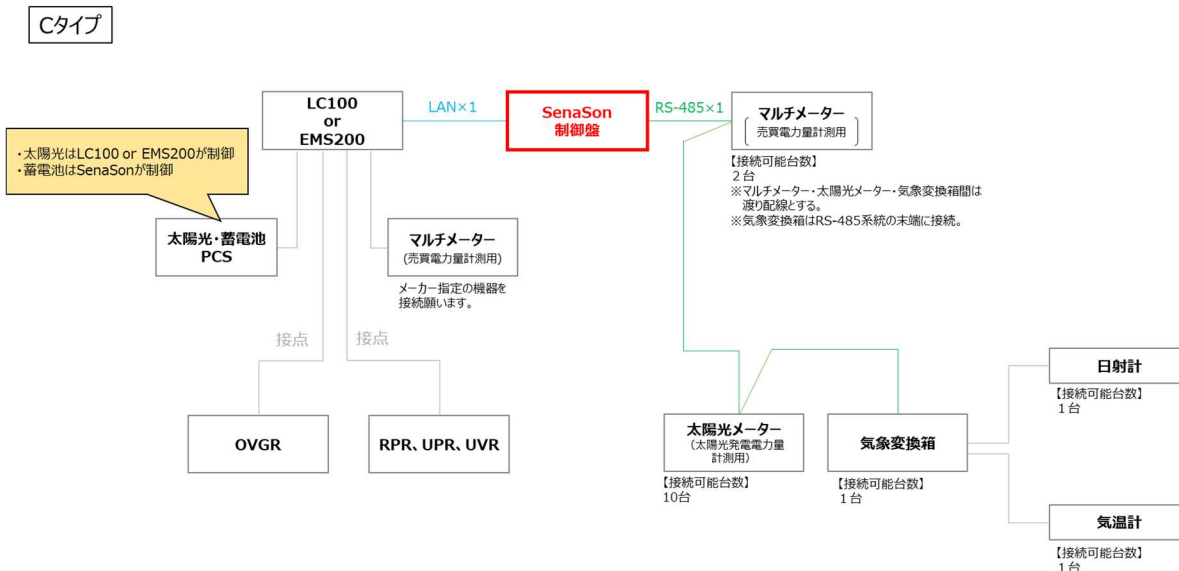 Cタイプ
LC100
or
EMS200
LAN×1
SenaSon
制御盤
RS-485×1
マルチメーター
売買電力量計測用
【接続可能台数】
２台
※マルチメーター・太陽光メーター・気象変換箱間は
渡り配線とする。
※気象変換箱はRS-485系統の末端に接続。
・太陽光はLC100 or EMS200が制御
・蓄電池はSenaSonが制御
太陽光・蓄電池
PCS
マルチメーター
(売買電力量計測用)
メーカー指定の機器を
接続願います。
接点
接点
OVGR
RPR、UPR、UVR
太陽光メーター
（太陽光発電電力量
計測用）
【接続可能台数】
10台
気象変換箱
【接続可能台数】
１台
日射計
【接続可能台数】
１台
気温計
【接続可能台数】
１台